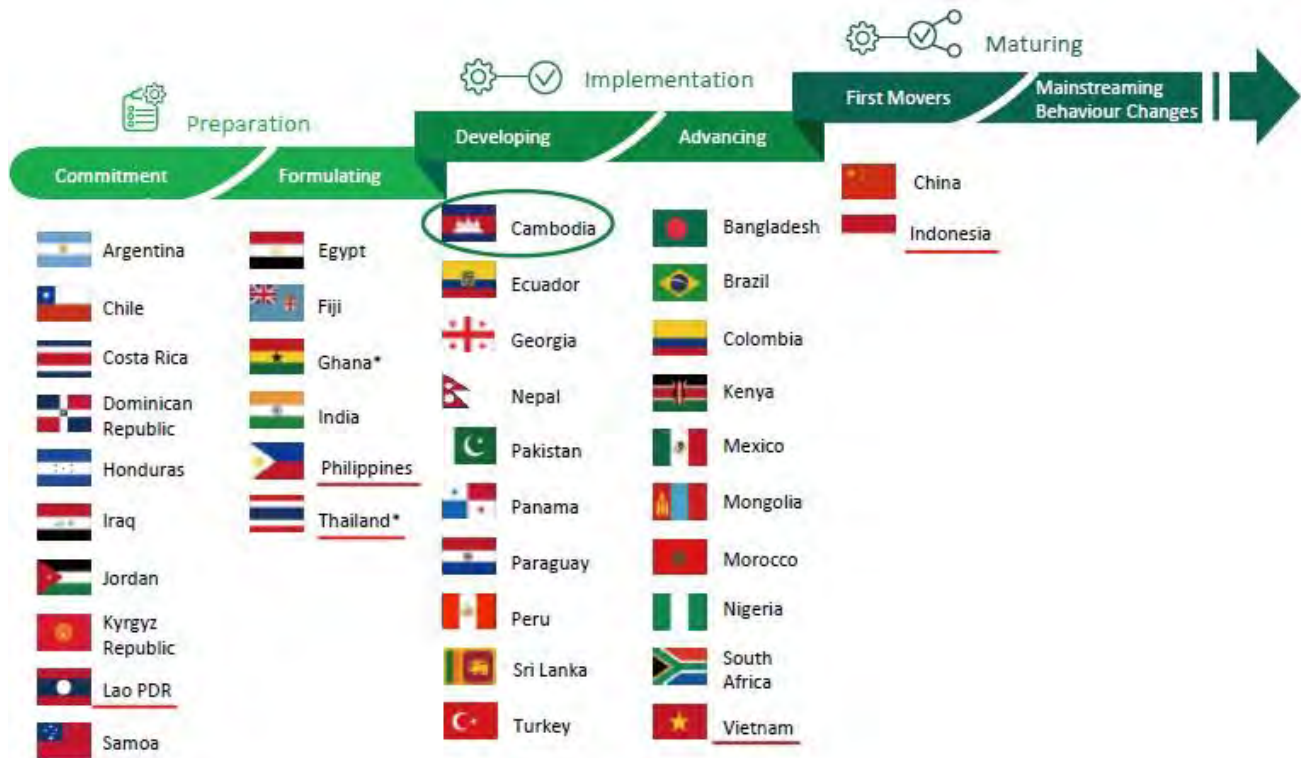 Preparation
Commitment
Formulating
Argentina
Chile
Costa Rica
Dominican
Republic
Honduras
Iraq
Jordan
Kyrgyz
Republic
Lao PDR
Samoa
Egypt
Fiji
Ghana*
India
Philippines
Thailand*
Implementation
Developing
Advancing
Cambodia
Ecuador
Georgia
Nepal
Pakistan
Panama
Paraguay
Peru
Sri Lanka
Turkey
Bangladesh
Brazil
Colombia
Kenya
Mexico
Mongolia
Morocco
Nigeria
South
Africa
Vietnam
Maturing
First Movers
Mainstreaming
Behaviour Changes
China
Indonesia